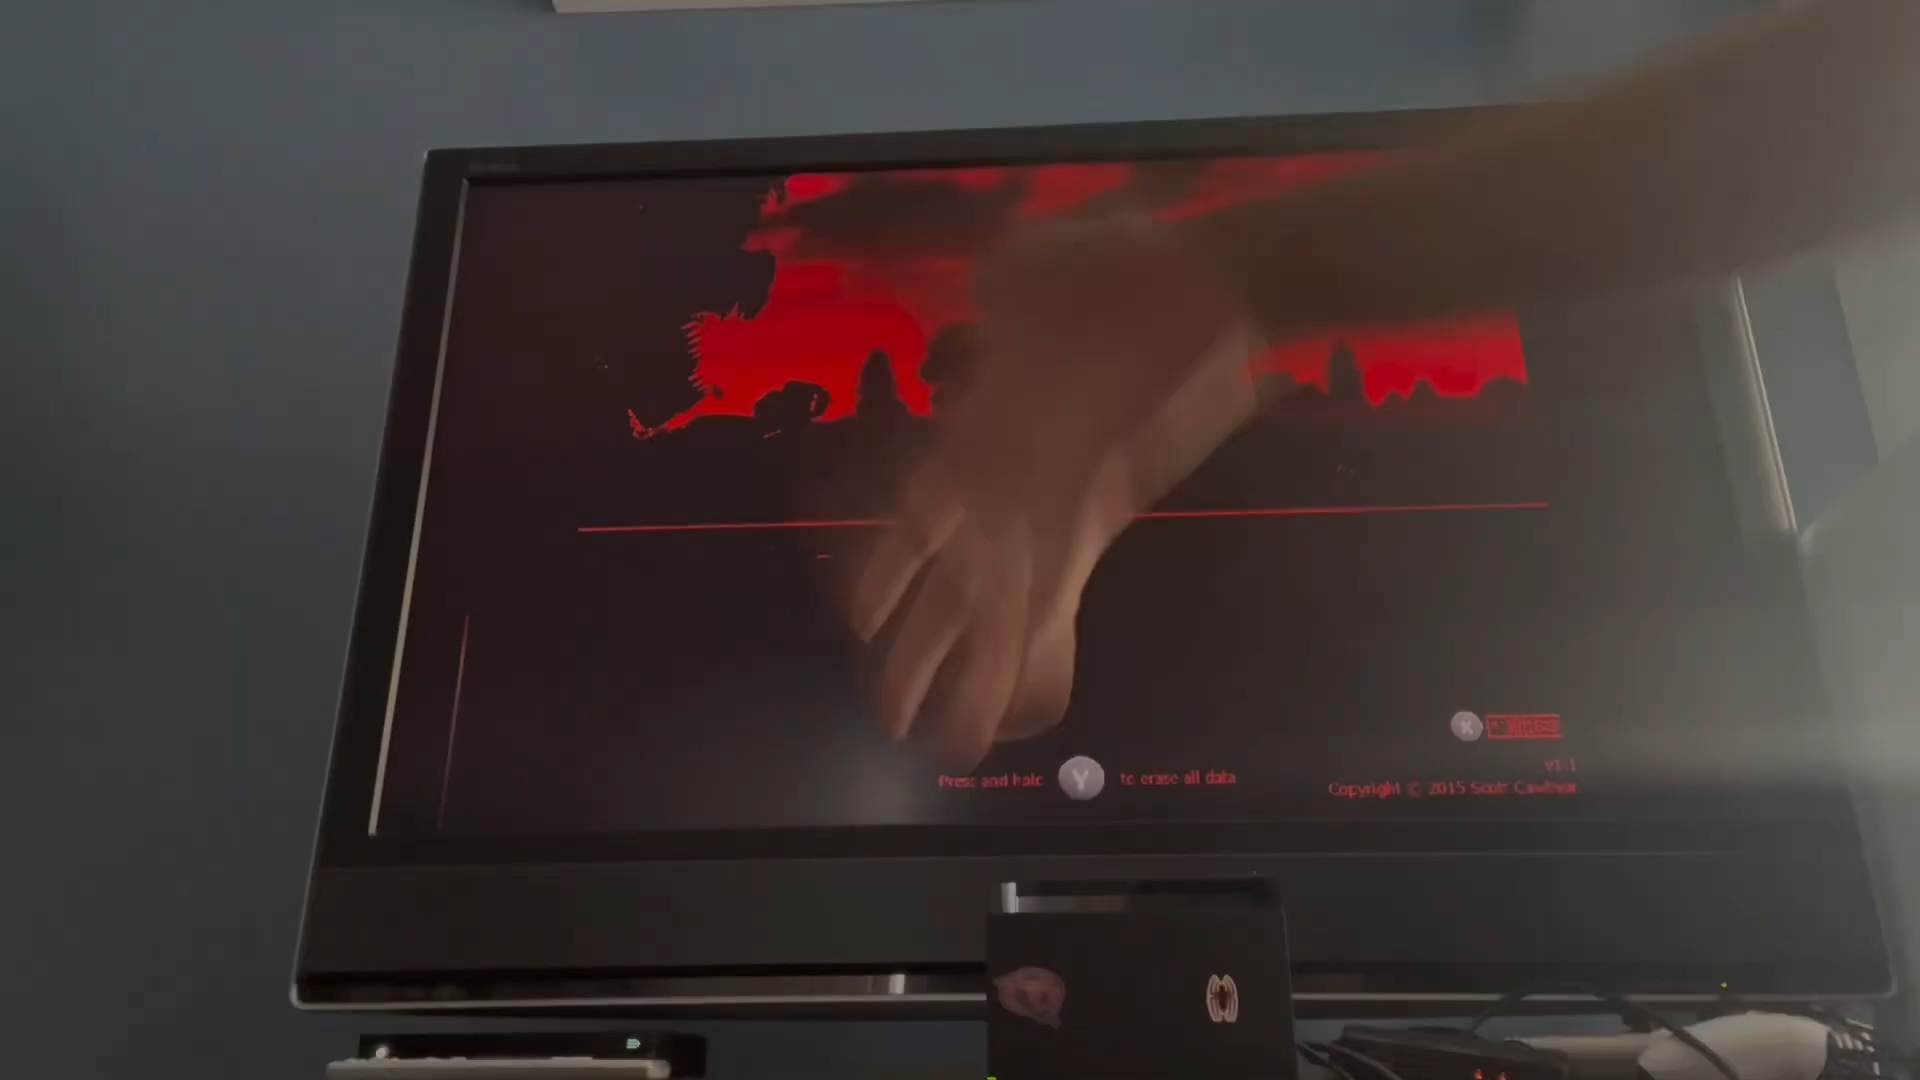 Press and hold Y to erase all data
X
v1.1
Copyright © 2015 Scott Cawthon